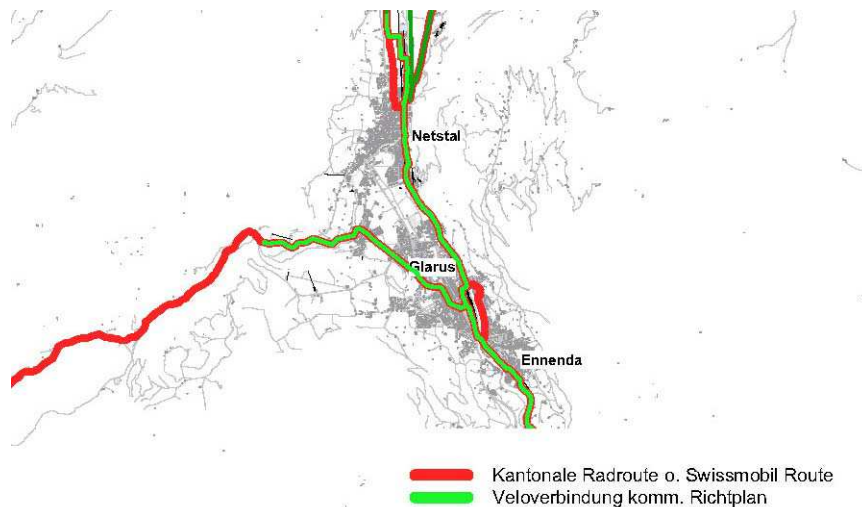 Netstal
Glarus
Ennenda
Kantonale Radroute o. Swissmobil Route
Veloverbindung komm. Richtplan